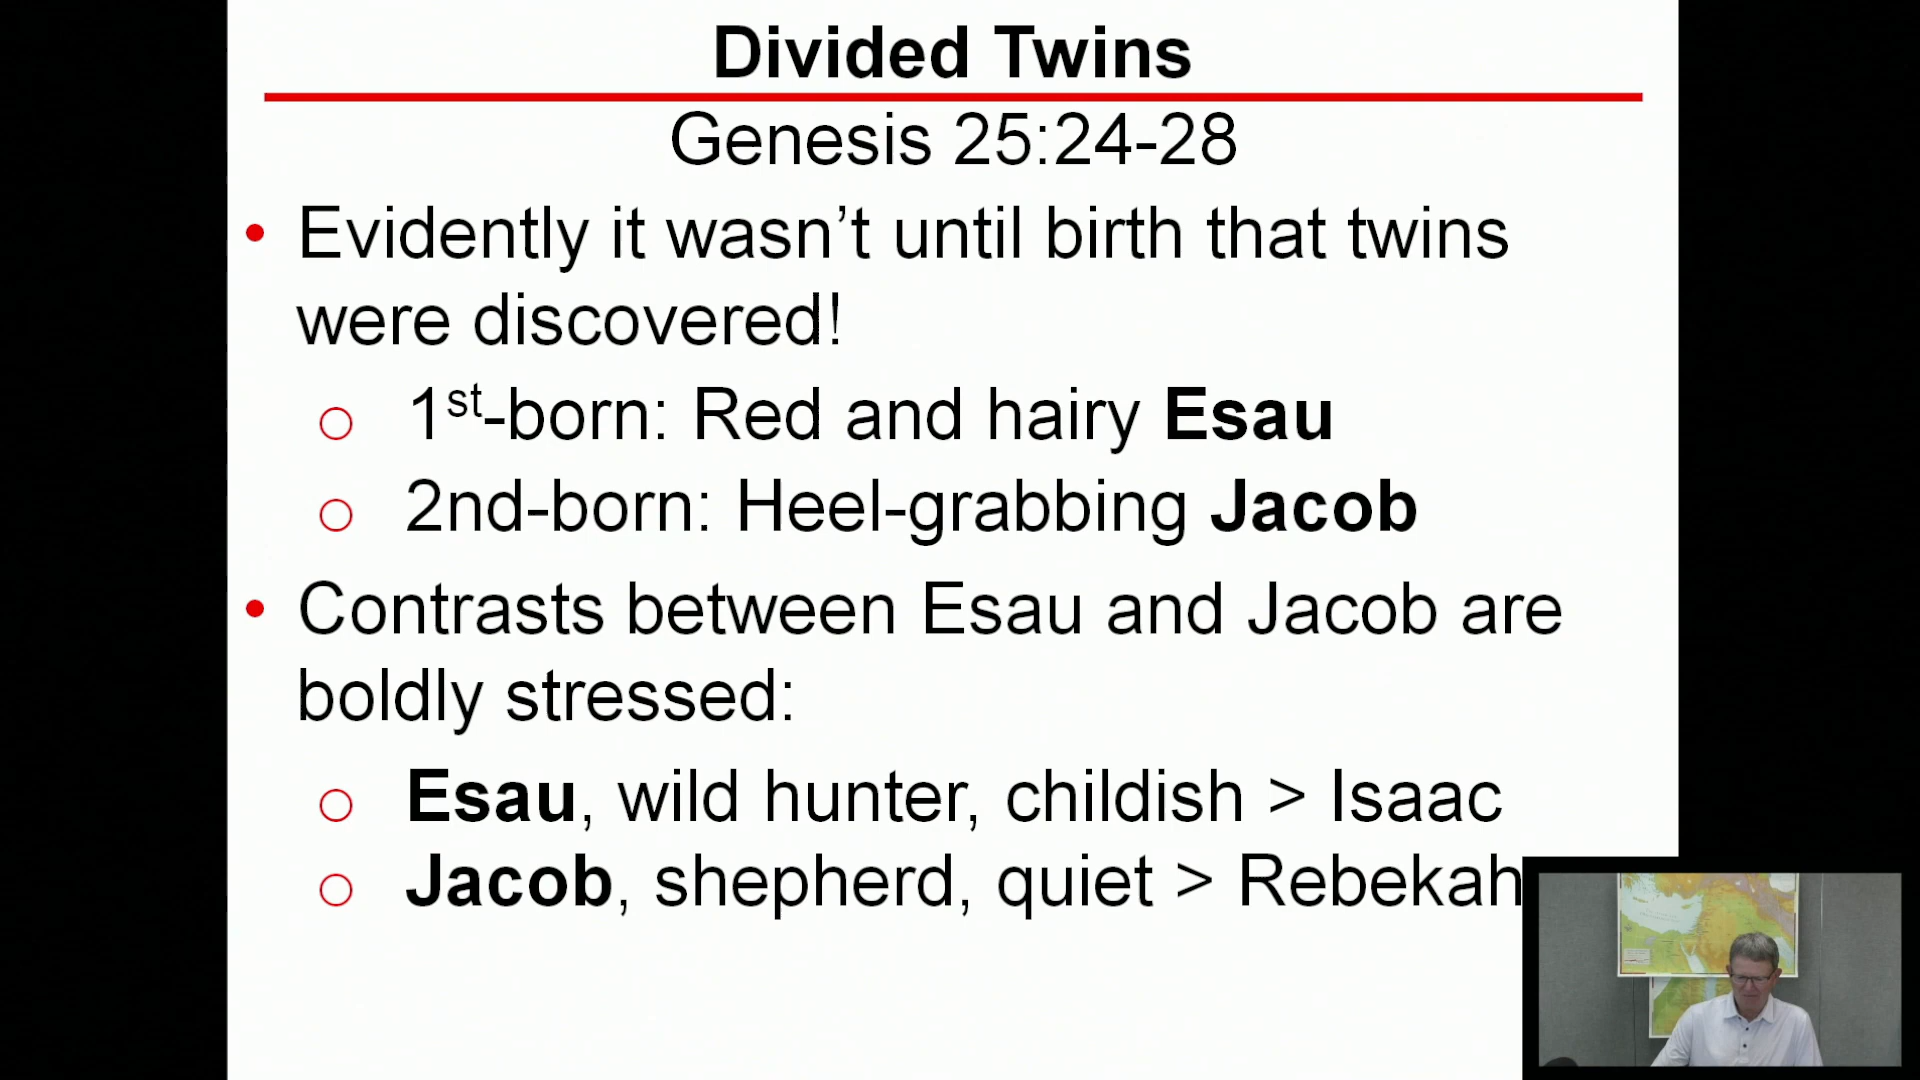 Divided Twins
Genesis 25:24-28
• Evidently it wasn’t until birth that twins
were discovered!
o 1st-born: Red and hairy Esau
o 2nd-born: Heel-grabbing Jacob
• Contrasts between Esau and Jacob are
boldly stressed:
o Esau, wild hunter, childish > Isaac
o Jacob, shepherd, quiet > Rebekah